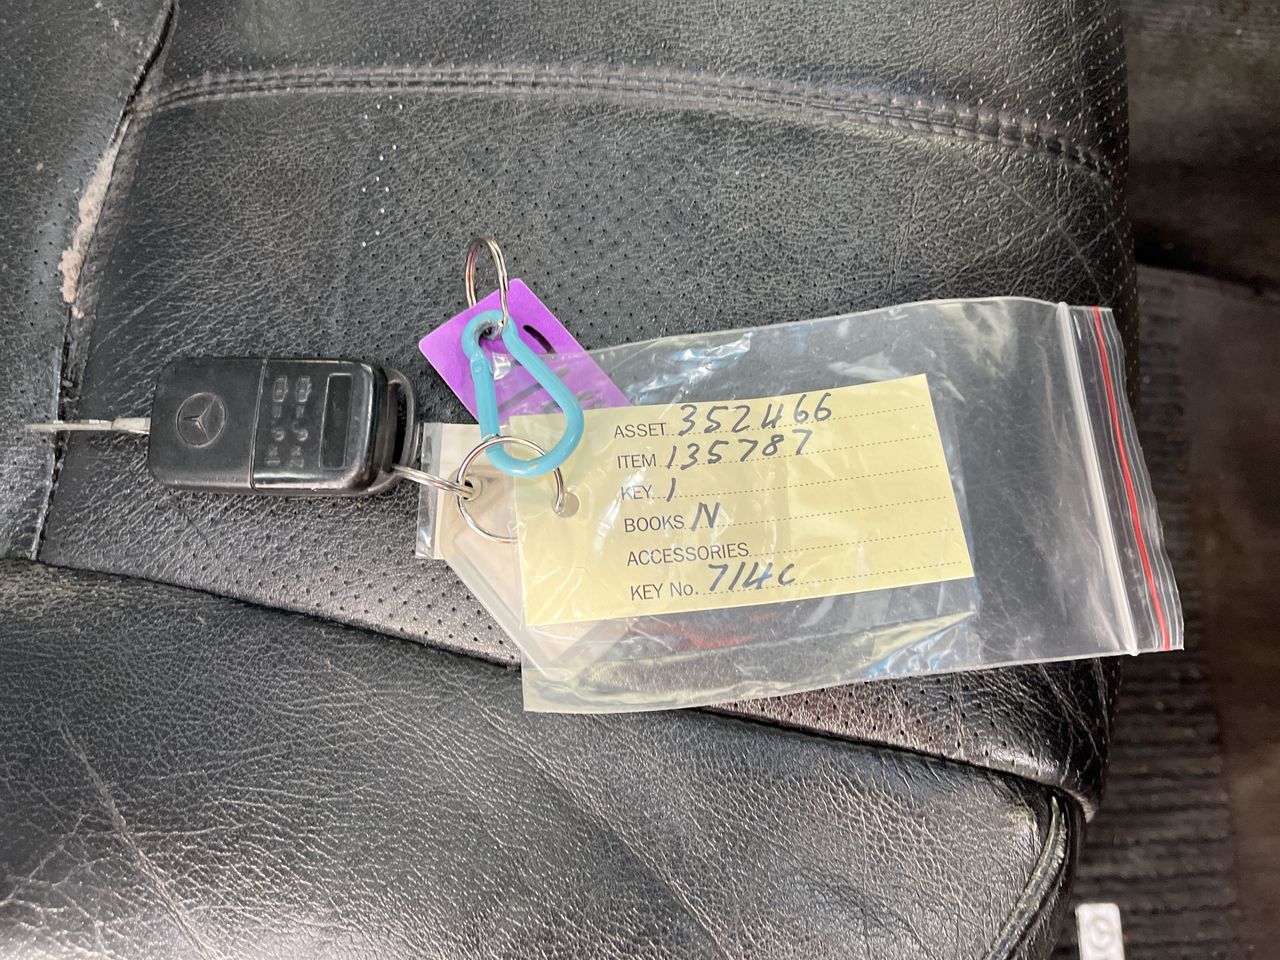 ASSET 352466
ITEM 135787
KEY 1
BOOKS N
ACCESSORIES
KEY No. 714C